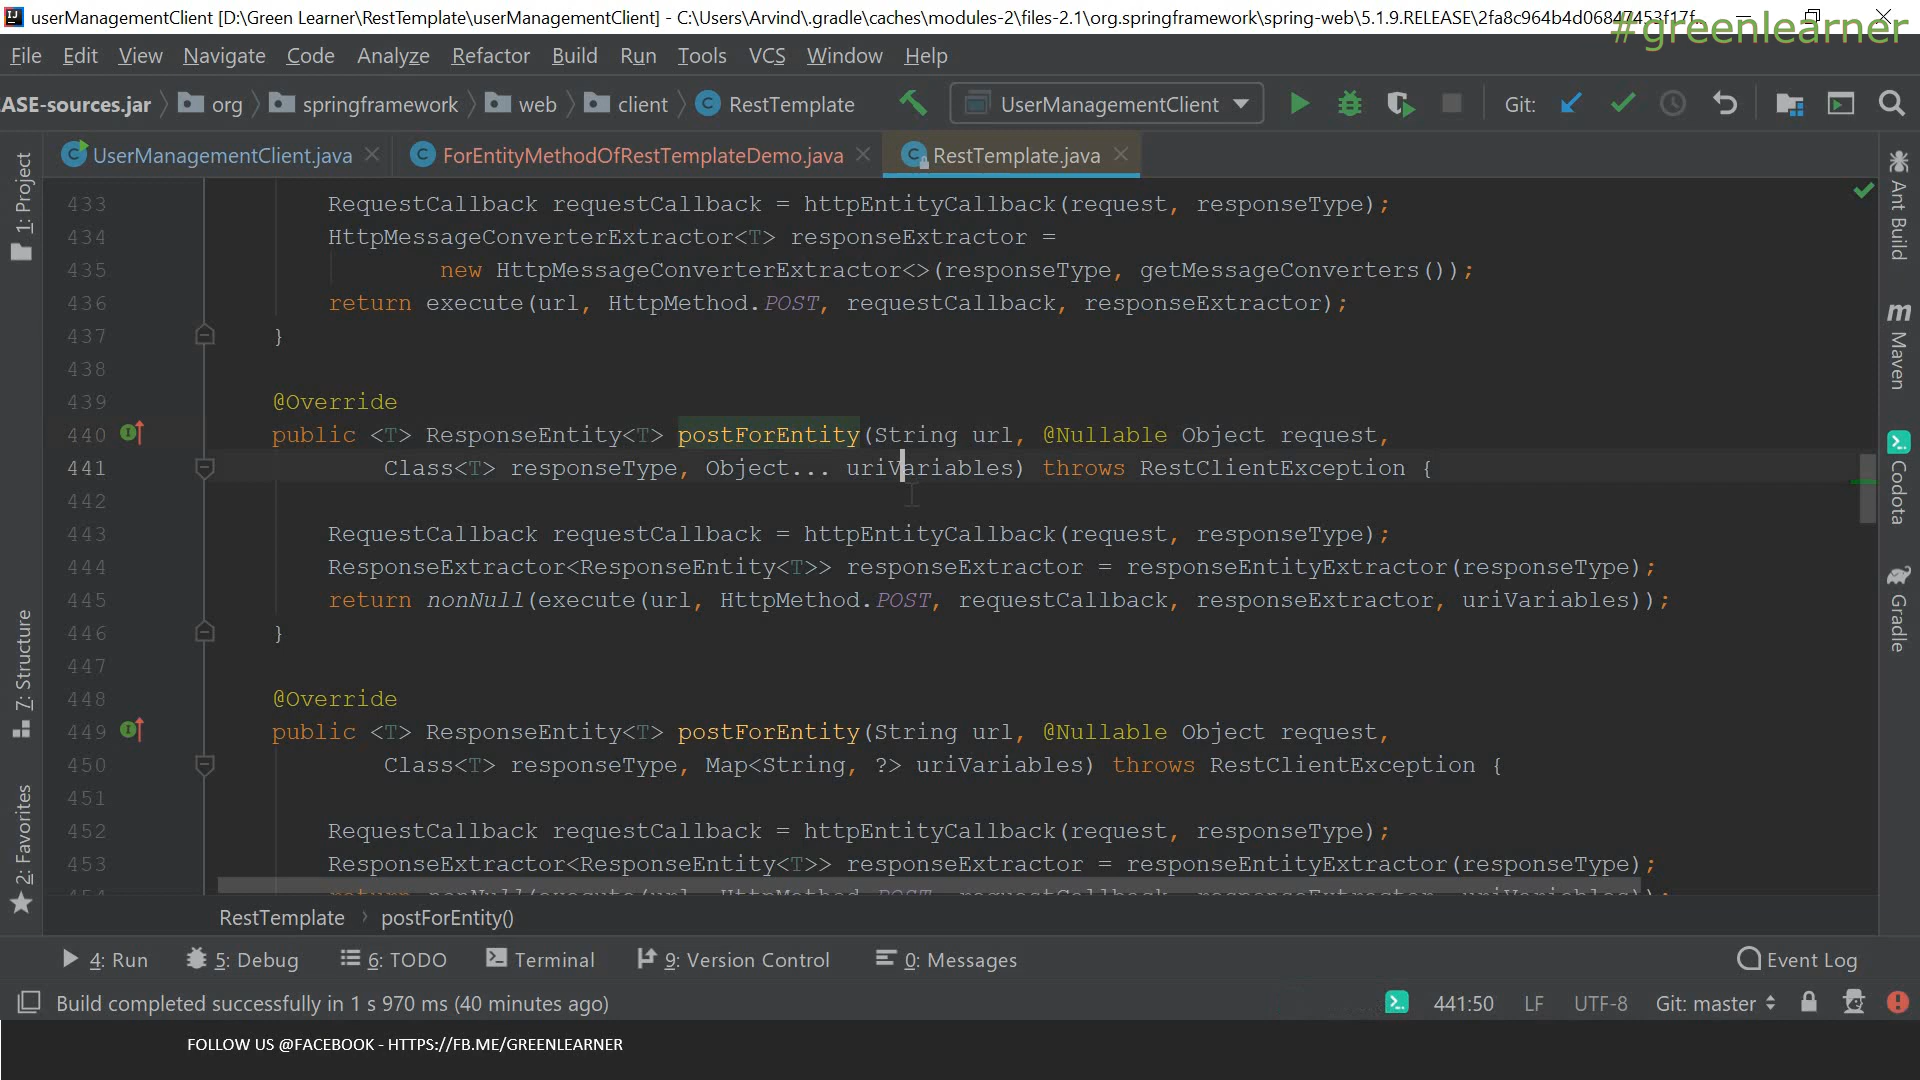 userManagementClient [D:\Green Learner\RestTemplate\userManagementClient] - C:\Users\Arvind\.gradle\caches\modules-2\files-2.1\org.springframework\spring-web\5.1.9.RELEASE\2fa8c964b4d06847453f17f...
#greenlearner
File Edit View Navigate Code Analyze Refactor Build Run Tools VCS Window Help
ASE-sources.jar org springframework web client RestTemplate UserManagementClient Git:
UserManagementClient.java ForEntityMethodOfRestTemplateDemo.java RestTemplate.java
433 RequestCallback requestCallback = httpEntityCallback(request, responseType);
434 HttpMessageConverterExtractor<T> responseExtractor =
435 new HttpMessageConverterExtractor<>(responseType, getMessageConverters());
436 return execute(url, HttpMethod.POST, requestCallback, responseExtractor);
437 }
438
439 @Override
440 public <T> ResponseEntity<T> postForEntity(String url, @Nullable Object request,
441 Class<T> responseType, Object... uriVariables) throws RestClientException {
442
443 RequestCallback requestCallback = httpEntityCallback(request, responseType);
444 ResponseExtractor<ResponseEntity<T>> responseExtractor = responseEntityExtractor(responseType);
445 return nonNull(execute(url, HttpMethod.POST, requestCallback, responseExtractor, uriVariables));
446 }
447
448 @Override
449 public <T> ResponseEntity<T> postForEntity(String url, @Nullable Object request,
450 Class<T> responseType, Map<String, ?> uriVariables) throws RestClientException {
451
452 RequestCallback requestCallback = httpEntityCallback(request, responseType);
453 ResponseExtractor<ResponseEntity<T>> responseExtractor = responseEntityExtractor(responseType);
1: Project
7: Structure
2: Favorites
Ant Build
Maven
Codota
Gradle
RestTemplate postForEntity()
4: Run 5: Debug 6: TODO Terminal 9: Version Control 0: Messages Event Log
Build completed successfully in 1 s 970 ms (40 minutes ago) 441:50 LF UTF-8 Git: master
FOLLOW US @FACEBOOK - HTTPS://FB.ME/GREENLEARNER